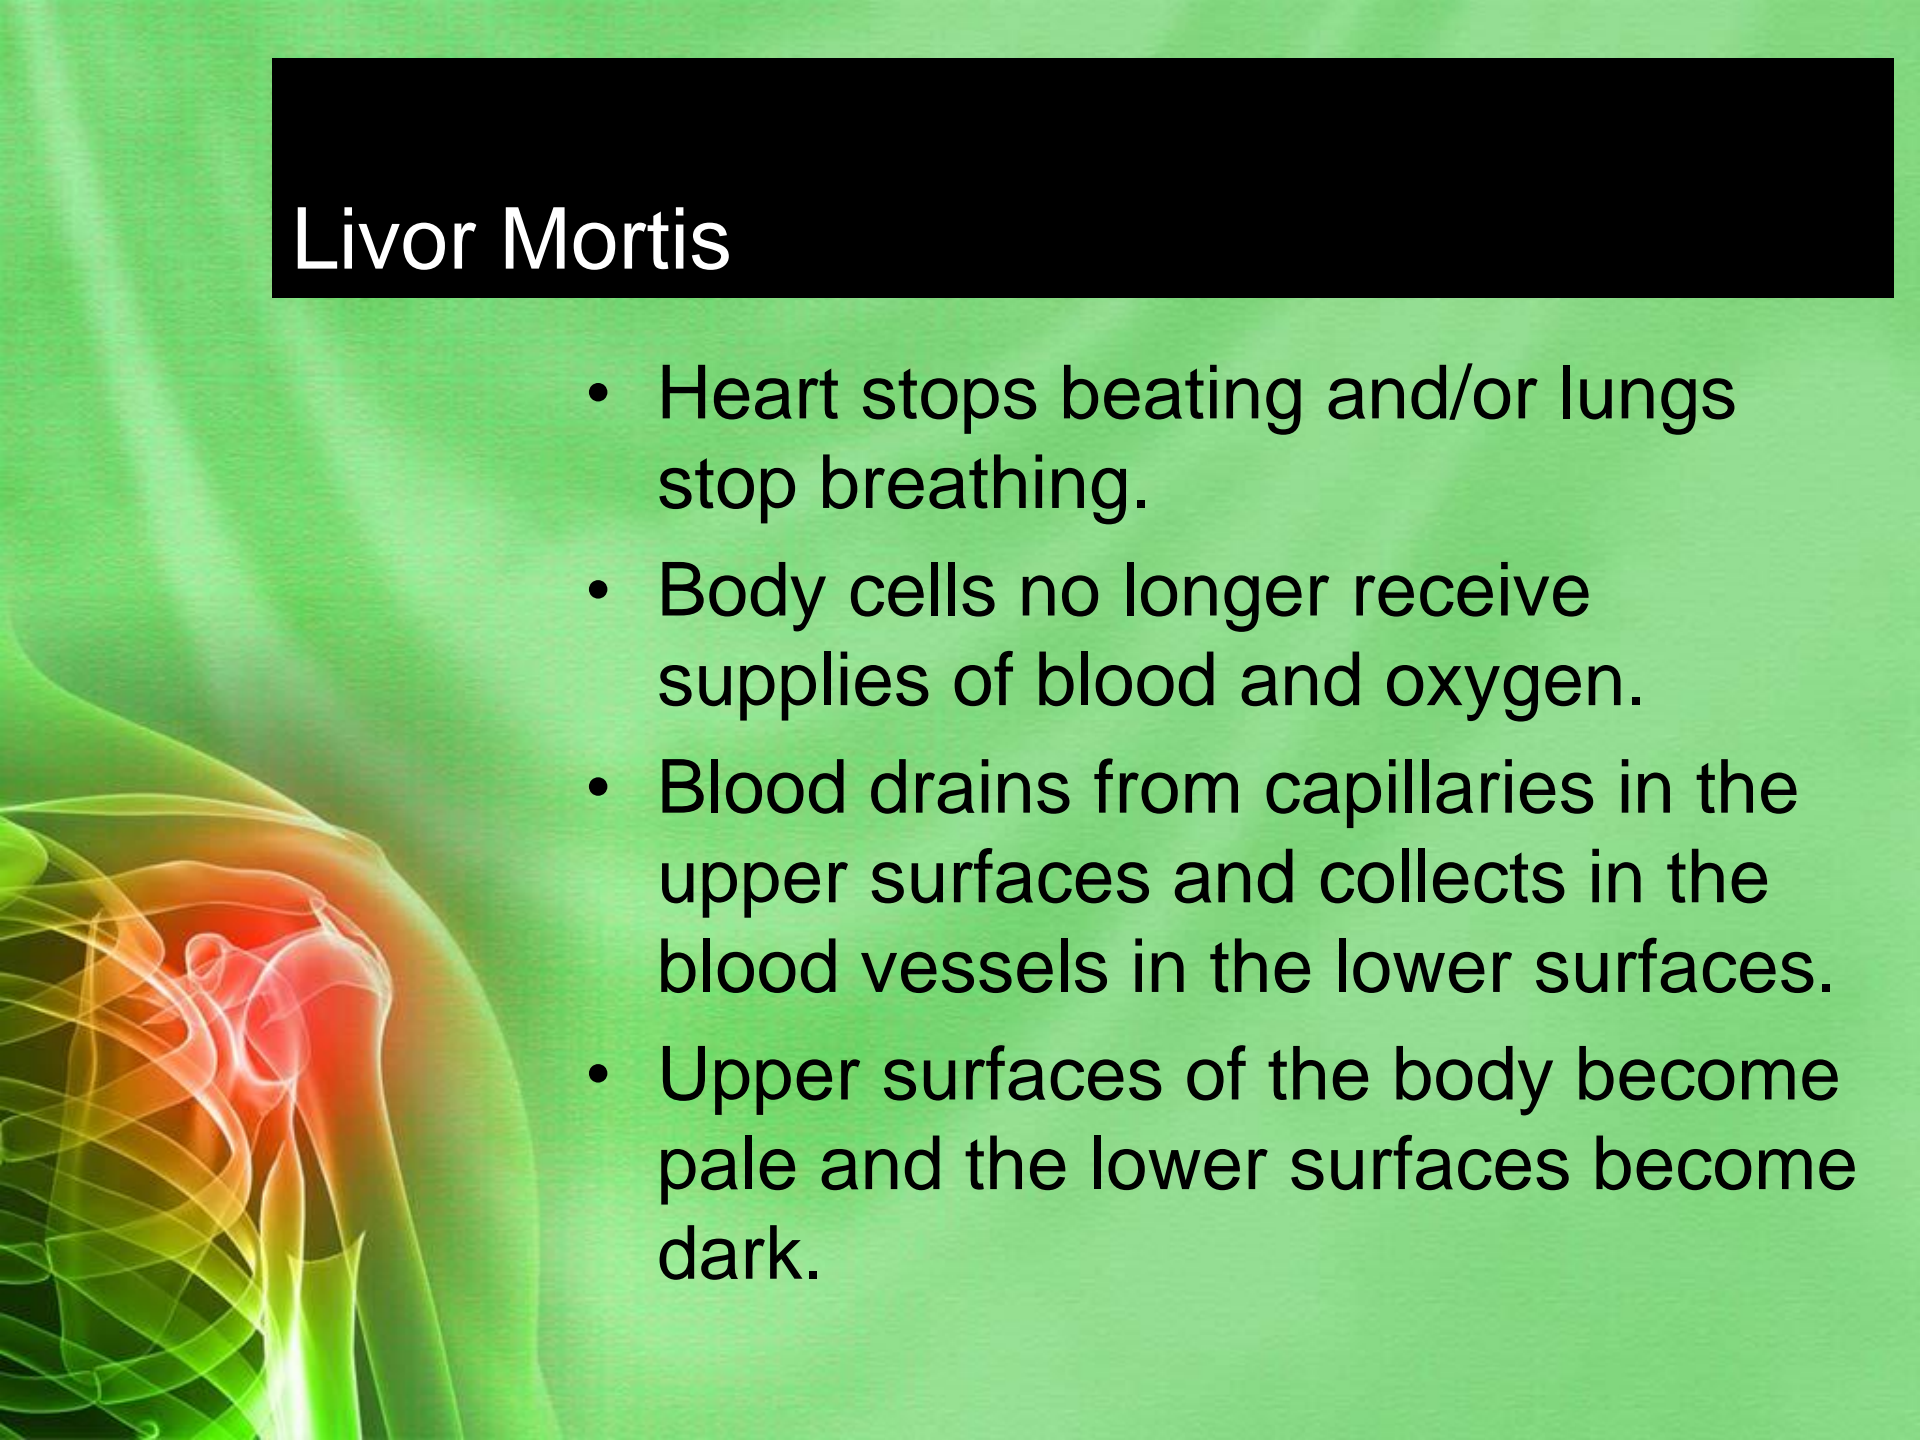 Livor Mortis
• Heart stops beating and/or lungs
stop breathing.
• Body cells no longer receive
supplies of blood and oxygen.
• Blood drains from capillaries in the
upper surfaces and collects in the
blood vessels in the lower surfaces.
• Upper surfaces of the body become
pale and the lower surfaces become
dark.